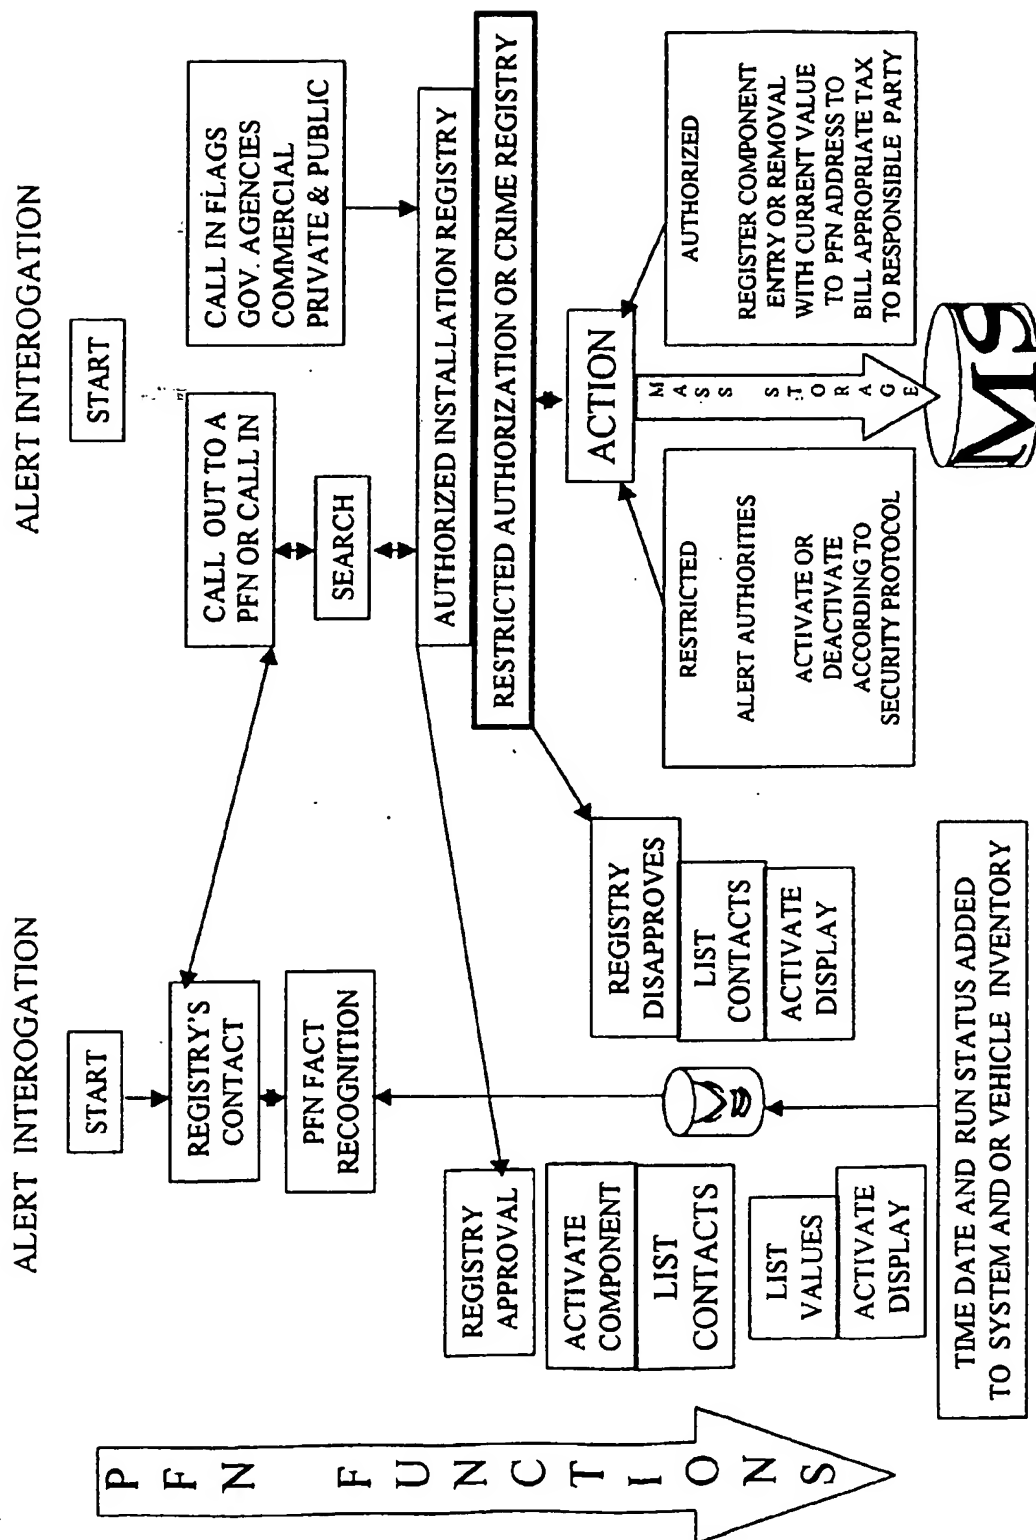 ALERT INTEROGATION
ALERT INTEROGATION
PFN FUNCTIONS
START
REGISTRY'S
CONTACT
PFN FACT
RECOGNITION
REGISTRY
APPROVAL
ACTIVATE
COMPONENT
LIST
CONTACTS
LIST
VALUES
ACTIVATE
DISPLAY
TIME DATE AND RUN STATUS ADDED
TO SYSTEM AND OR VEHICLE INVENTORY
REGISTRY
DISAPPROVES
LIST
CONTACTS
ACTIVATE
DISPLAY
START
CALL OUT TO A
PFN OR CALL IN
SEARCH
CALL IN FLAGS
GOV. AGENCIES
COMMERCIAL
PRIVATE & PUBLIC
AUTHORIZED INSTALLATION REGISTRY
RESTRICTED AUTHORIZATION OR CRIME REGISTRY
ACTION
RESTRICTED
ALERT AUTHORITIES
ACTIVATE OR
DEACTIVATE
ACCORDING TO
SECURITY PROTOCOL
MASS STORAGE
MS
AUTHORIZED
REGISTER COMPONENT
ENTRY OR REMOVAL
WITH CURRENT VALUE
TO PFN ADDRESS TO
BILL APPROPRIATE TAX
TO RESPONSIBLE PARTY